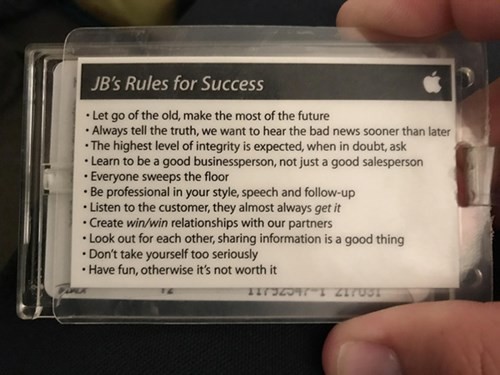 JB's Rules for Success
• Let go of the old, make the most of the future
• Always tell the truth, we want to hear the bad news sooner than later
• The highest level of integrity is expected, when in doubt, ask
• Learn to be a good businessperson, not just a good salesperson
• Everyone sweeps the floor
• Be professional in your style, speech and follow-up
• Listen to the customer, they almost always get it
• Create win/win relationships with our partners
• Look out for each other, sharing information is a good thing
• Don't take yourself too seriously
• Have fun, otherwise it's not worth it